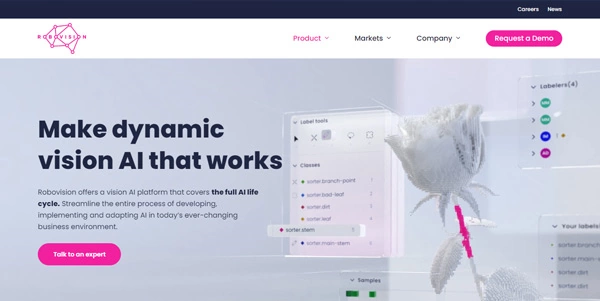 Careers News
ROBOVISION
Product Markets Company Request a Demo
Make dynamic
vision AI that works
Robovision offers a vision AI platform that covers the full AI life
cycle. Streamline the entire process of developing,
implementing and adapting AI in today's ever-changing
business environment.
Talk to an expert
Label tools
Classes
sorter.branch-point
sorter.bad-leaf
sorter.dirt
sorter.leaf
sorter.stem
sorter.main-stem
Samples
Labelers(4)
Your labels
sorter.branch-
sorter.main-s
sorter.dirt
sorter.dirt